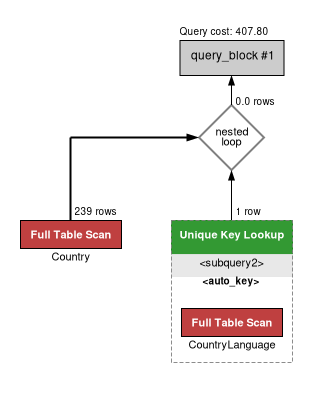 Query cost: 407.80
query_block #1
0.0 rows
nested
loop
239 rows
1 row
Full Table Scan
Country
Unique Key Lookup
<subquery2>
<auto_key>
Full Table Scan
CountryLanguage